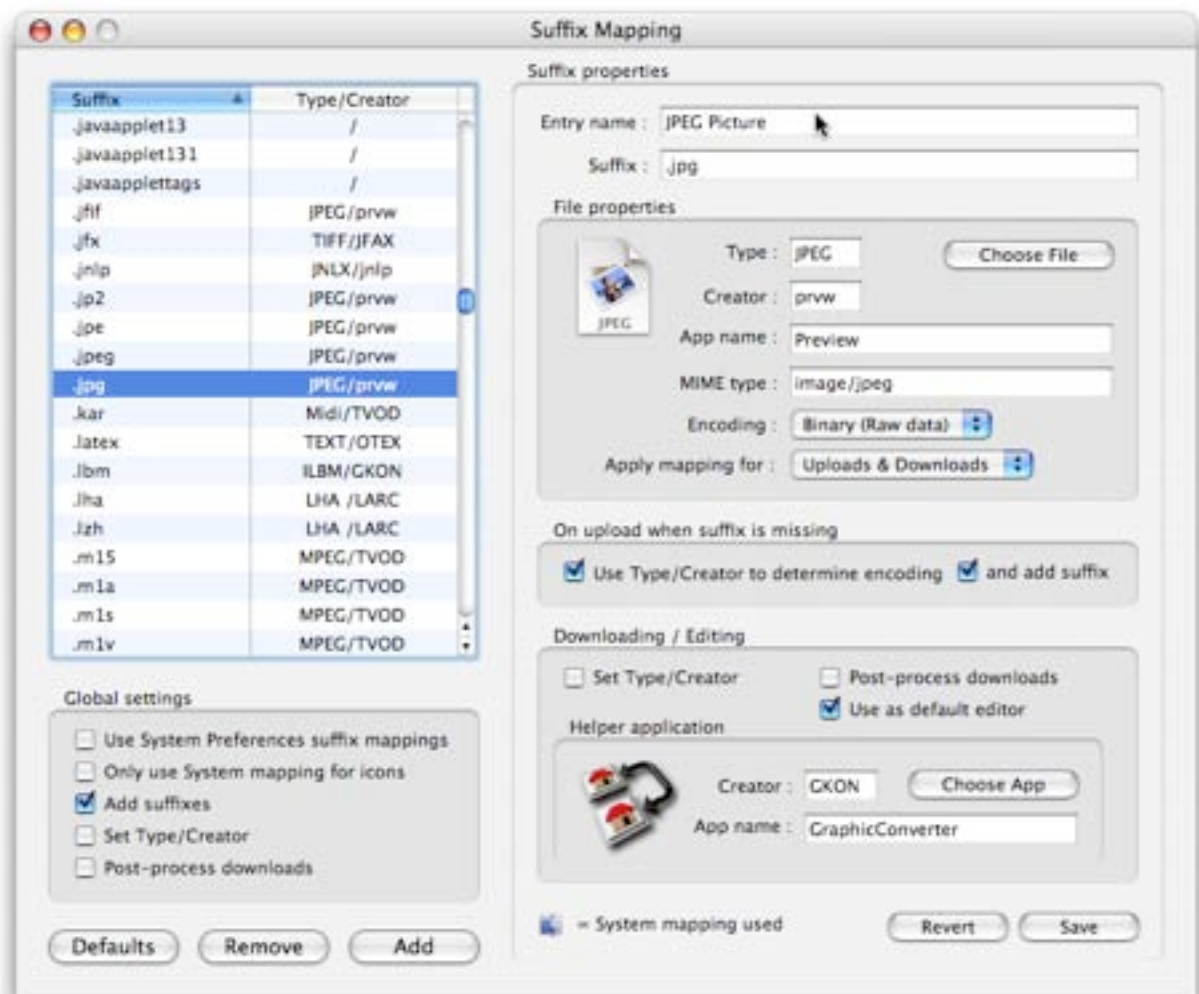 Suffix Mapping
Suffix Type/Creator
.javaapplet13 /
.javaapplet131 /
.javaapplettags /
.jfif JPEG/prvw
.jfx TIFF/JFAX
.jnlp JNLX/jnlp
.jp2 JPEG/prvw
.jpe JPEG/prvw
.jpeg JPEG/prvw
.jpg JPEG/prvw
.kar Midi/TVOD
.latex TEXT/OTEX
.lbm ILBM/GKON
.lha LHA /LARC
.lzh LHA /LARC
.m15 MPEG/TVOD
.m1a MPEG/TVOD
.m1s MPEG/TVOD
.m1v MPEG/TVOD
Global settings
Use System Preferences suffix mappings
Only use System mapping for icons
Add suffixes
Set Type/Creator
Post-process downloads
Defaults Remove Add
Suffix properties
Entry name : JPEG Picture
Suffix : .jpg
File properties
JPEG
Type : JPEG Choose File
Creator : prvw
App name : Preview
MIME type : image/jpeg
Encoding : Binary (Raw data)
Apply mapping for : Uploads & Downloads
On upload when suffix is missing
Use Type/Creator to determine encoding and add suffix
Downloading / Editing
Set Type/Creator Post-process downloads
Use as default editor
Helper application
Creator : GKON Choose App
App name : GraphicConverter
= System mapping used Revert Save